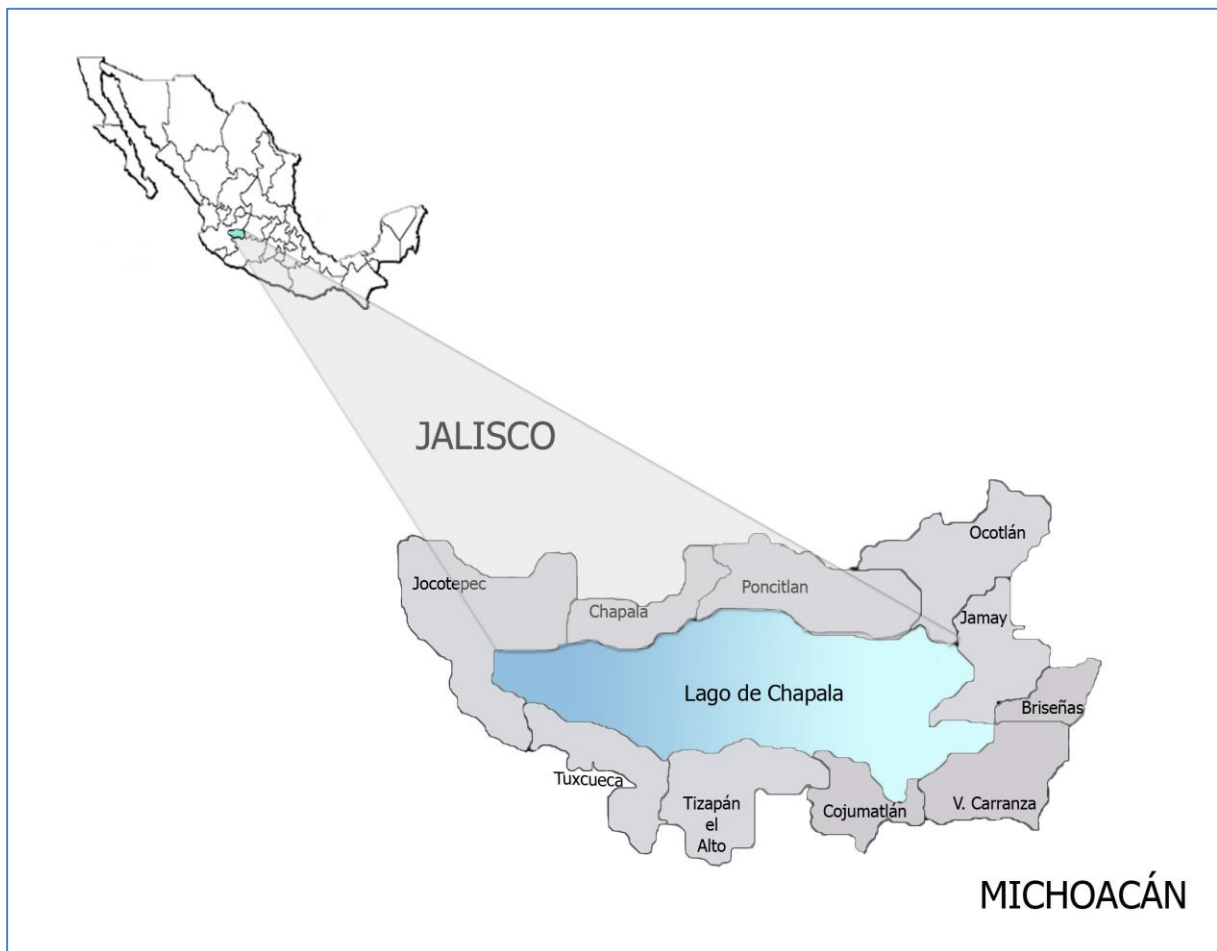 JALISCO
Ocotlán
Jocotepec
Poncitlan
Chapala
Jamay
Lago de Chapala
Briseñas
Tuxcueca
Tizapán
el
Alto
Cojumatlán
V. Carranza
MICHOACÁN